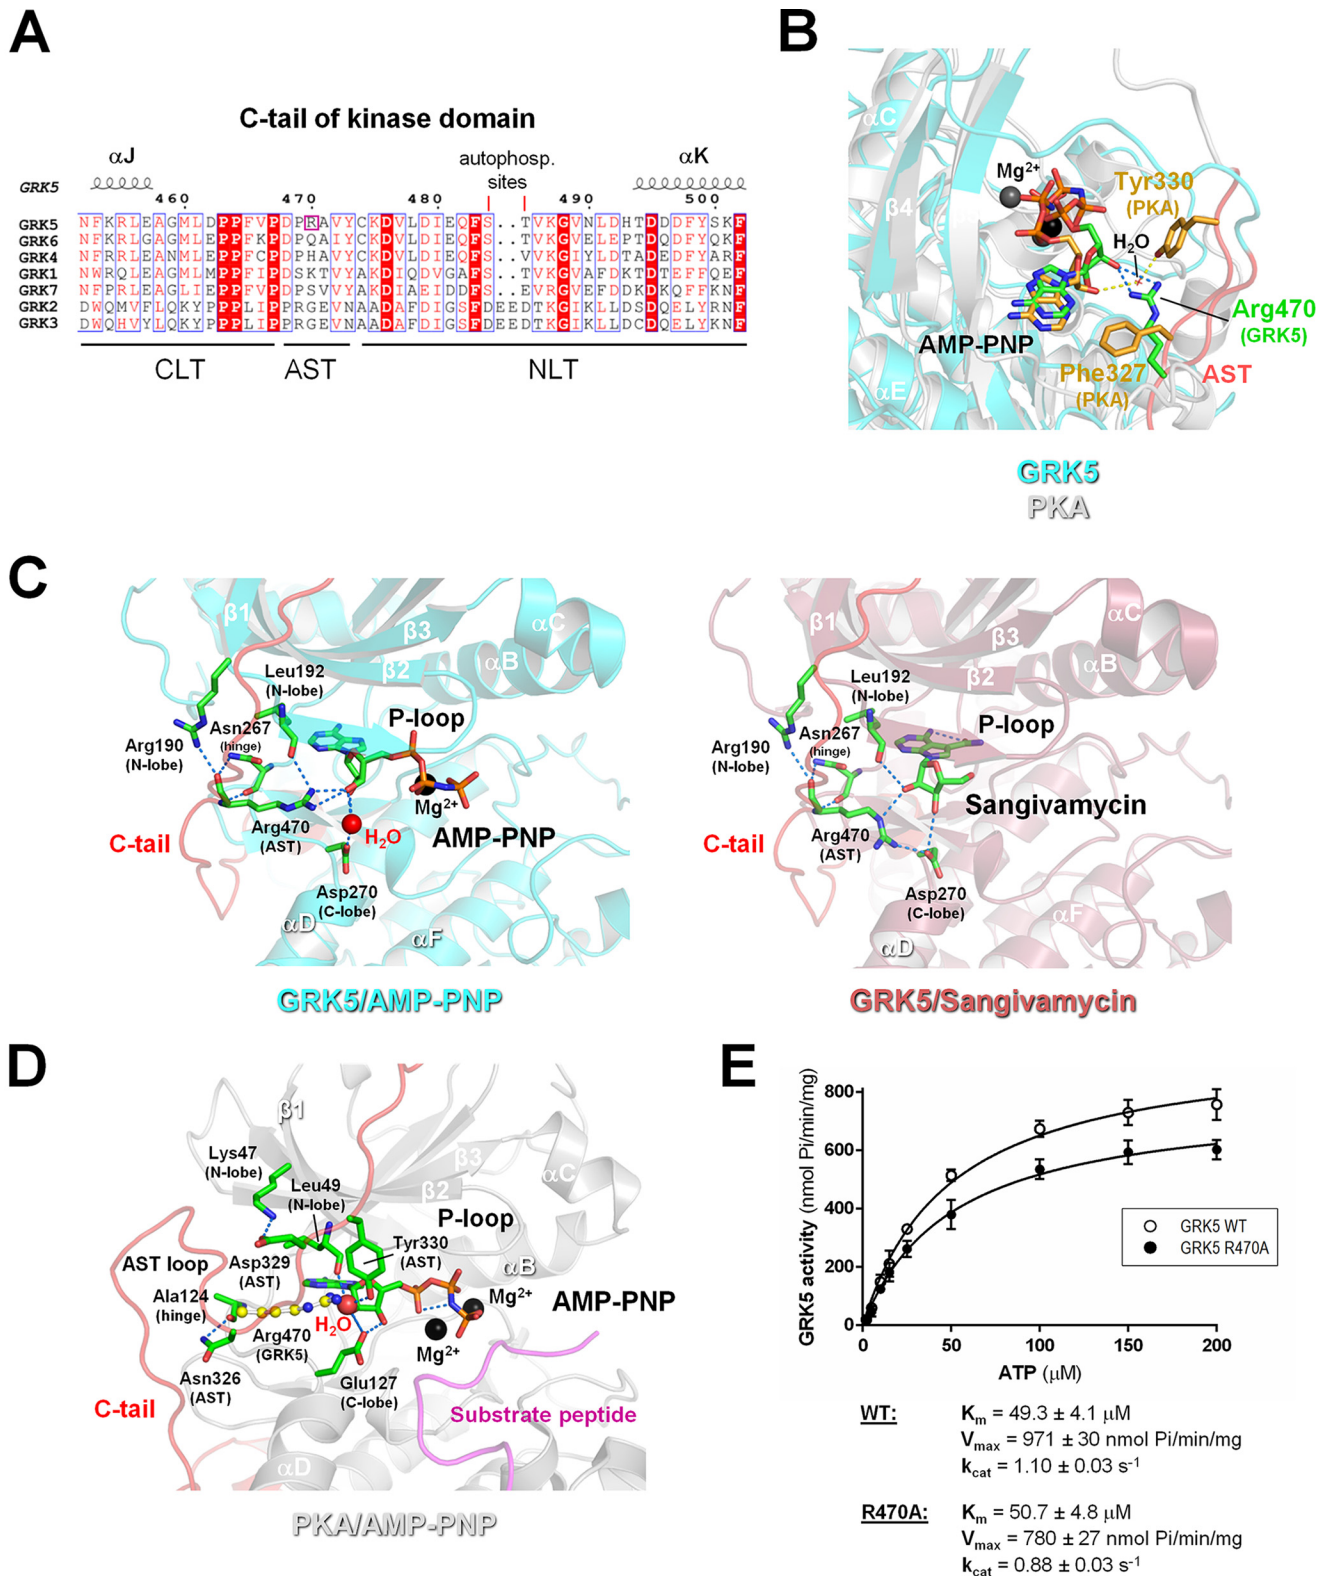 A
C-tail of kinase domain
αJ
autophosp.
sites
αK
GRK5
460 470 480 490 500
GRK5 NFKRLEAGMLDPPFVPDPRAVYCKDVLDIEQFS..TVKGVNLDHTDDDFYSKF
GRK6 NFKRLGAGMLEPPFKPDPQAIYCKDVLDIEQFS..TVKGVELEPTDQDFYQKF
GRK4 NFPRLEAGMLEPPFCPDPHAVYCKDVLDIEQFS..VVKGIYLDTADEDFYARF
GRK1 NWRQLEAGMLMPPFIPDSKTVYAKDIQDVGAFS..TVKGVAFDKTDTEFFQEF
GRK7 NFRRLEAGLIEPPFVPDPSVVYAKDIAEIDDFS..EVRGVEFDDKDKQFFKNF
GRK2 DWQMVFLQKYPPPLIPPRGEVNAADAFDIGSFDEEDTKGIKLLDSDQELYRNF
GRK3 DWQHVYLQKYPPPLIPPRGEVNAADAFDIGSFDEEDTKGIKLLDCDQELYKNF
CLT AST NLT
B
αC
β4
Mg2+
Tyr330
(PKA)
H2O
Arg470
(GRK5)
AMP-PNP
Phe327
(PKA)
AST
αE
GRK5
PKA
C
β1
β3
αC
β2
αB
Leu192
(N-lobe)
P-loop
Asn267
(hinge)
Arg190
(N-lobe)
Mg2+
Arg470
(AST)
H2O
AMP-PNP
C-tail
Asp270
(C-lobe)
αD
αF
GRK5/AMP-PNP
β1
β3
αC
β2
αB
Leu192
(N-lobe)
P-loop
Asn267
(hinge)
Arg190
(N-lobe)
Sangivamycin
Arg470
(AST)
C-tail
Asp270
(C-lobe)
αF
αD
GRK5/Sangivamycin
D
β1
Lys47
(N-lobe)
β3
αC
Leu49
(N-lobe)
β2
P-loop
Tyr330
(AST)
AST loop
Asp329
(AST)
αB
Ala124
(hinge)
Mg2+
AMP-PNP
H2O
Arg470
(GRK5)
Mg2+
Asn326
(AST)
Glu127
(C-lobe)
C-tail
Substrate peptide
αD
PKA/AMP-PNP
E
GRK5 activity (nmol Pi/min/mg)
800
600
400
200
0
0 50 100 150 200
ATP (μM)
GRK5 WT
GRK5 R470A
WT: Km = 49.3 ± 4.1 μM
Vmax = 971 ± 30 nmol Pi/min/mg
kcat = 1.10 ± 0.03 s-1
R470A: Km = 50.7 ± 4.8 μM
Vmax = 780 ± 27 nmol Pi/min/mg
kcat = 0.88 ± 0.03 s-1